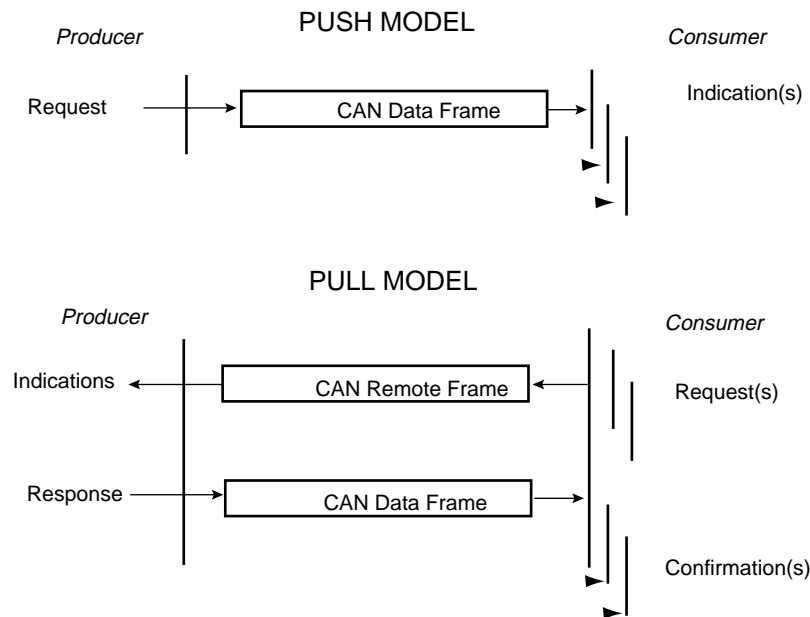 PUSH MODEL
Producer
Consumer
Request
CAN Data Frame
Indication(s)
PULL MODEL
Producer
Consumer
Indications
CAN Remote Frame
Request(s)
Response
CAN Data Frame
Confirmation(s)